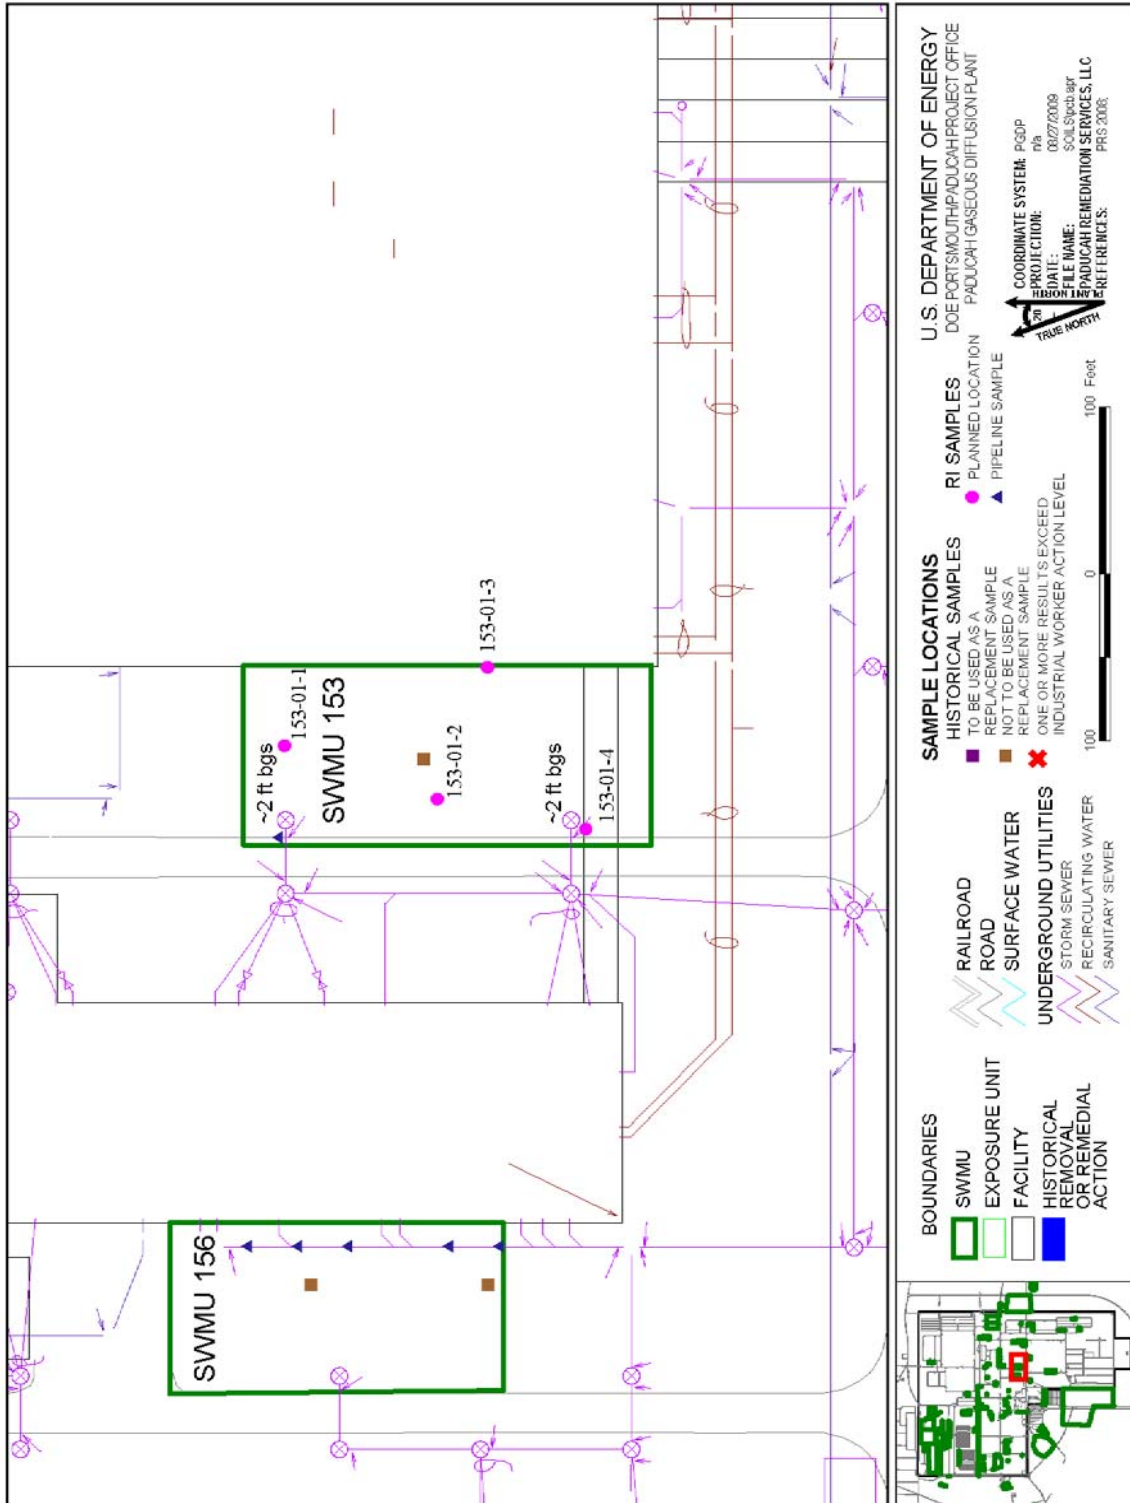 SWMU 156
~2 ft bgs
153-01-1
SWMU 153
153-01-2
153-01-3
~2 ft bgs
153-01-4
BOUNDARIES
SWMU
EXPOSURE UNIT
FACILITY
HISTORICAL
REMOVAL
OR REMEDIAL
ACTION
RAILROAD
ROAD
SURFACE WATER
UNDERGROUND UTILITIES
STORM SEWER
RECIRCULATING WATER
SANITARY SEWER
SAMPLE LOCATIONS
HISTORICAL SAMPLES
TO BE USED AS A
REPLACEMENT SAMPLE
NOT TO BE USED AS A
REPLACEMENT SAMPLE
ONE OR MORE RESULTS EXCEED
INDUSTRIAL WORKER ACTION LEVEL
RI SAMPLES
PLANNED LOCATION
PIPELINE SAMPLE
100 0 100 Feet
U.S. DEPARTMENT OF ENERGY
DOE PORTSMOUTH/PADUCAH PROJECT OFFICE
PADUCAH GASEOUS DIFFUSION PLANT
20
TRUE NORTH
PLANT NORTH
COORDINATE SYSTEM: PGDP
PROJECTION: n/a
DATE: 08/27/2009
FILE NAME:
PADUCAH REMEDIATION SERVICES, LLC
REFERENCES: PRS 2008;